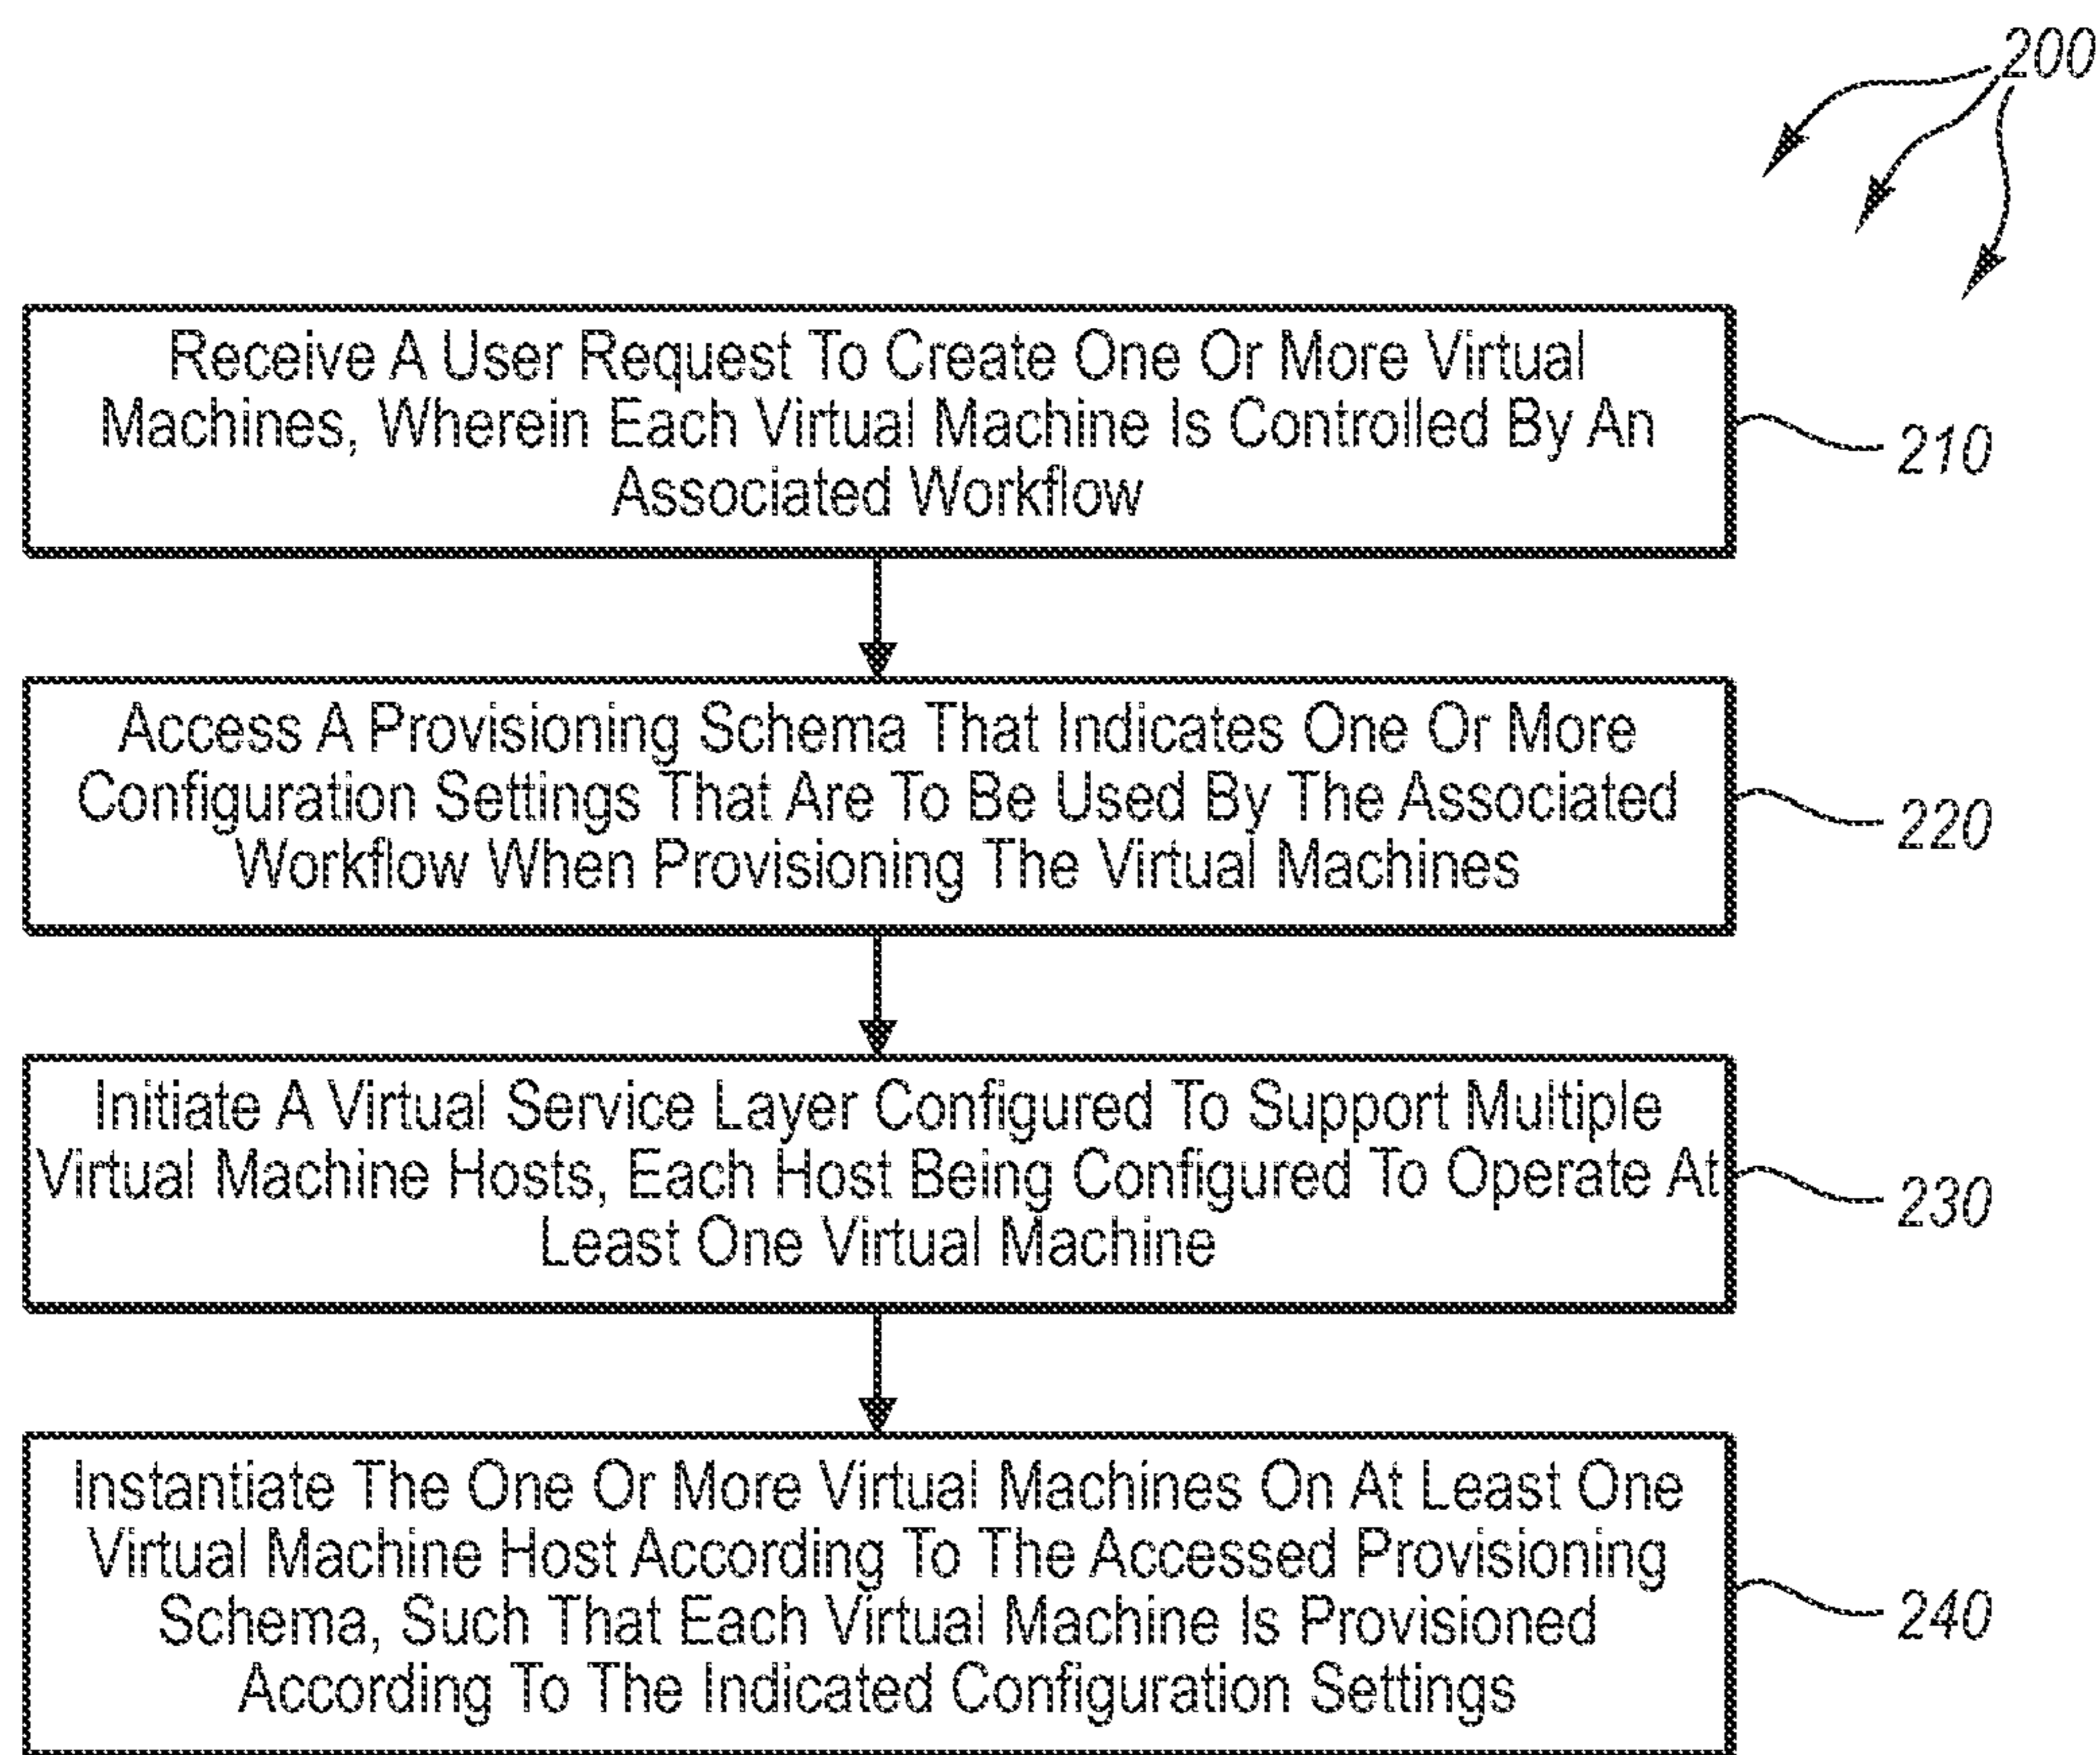 200
Receive A User Request To Create One Or More Virtual
Machines, Wherein Each Virtual Machine Is Controlled By An
Associated Workflow
210
Access A Provisioning Schema That Indicates One Or More
Configuration Settings That Are To Be Used By The Associated
Workflow When Provisioning The Virtual Machines
220
Initiate A Virtual Service Layer Configured To Support Multiple
Virtual Machine Hosts, Each Host Being Configured To Operate At
Least One Virtual Machine
230
Instantiate The One Or More Virtual Machines On At Least One
Virtual Machine Host According To The Accessed Provisioning
Schema, Such That Each Virtual Machine Is Provisioned
According To The Indicated Configuration Settings
240